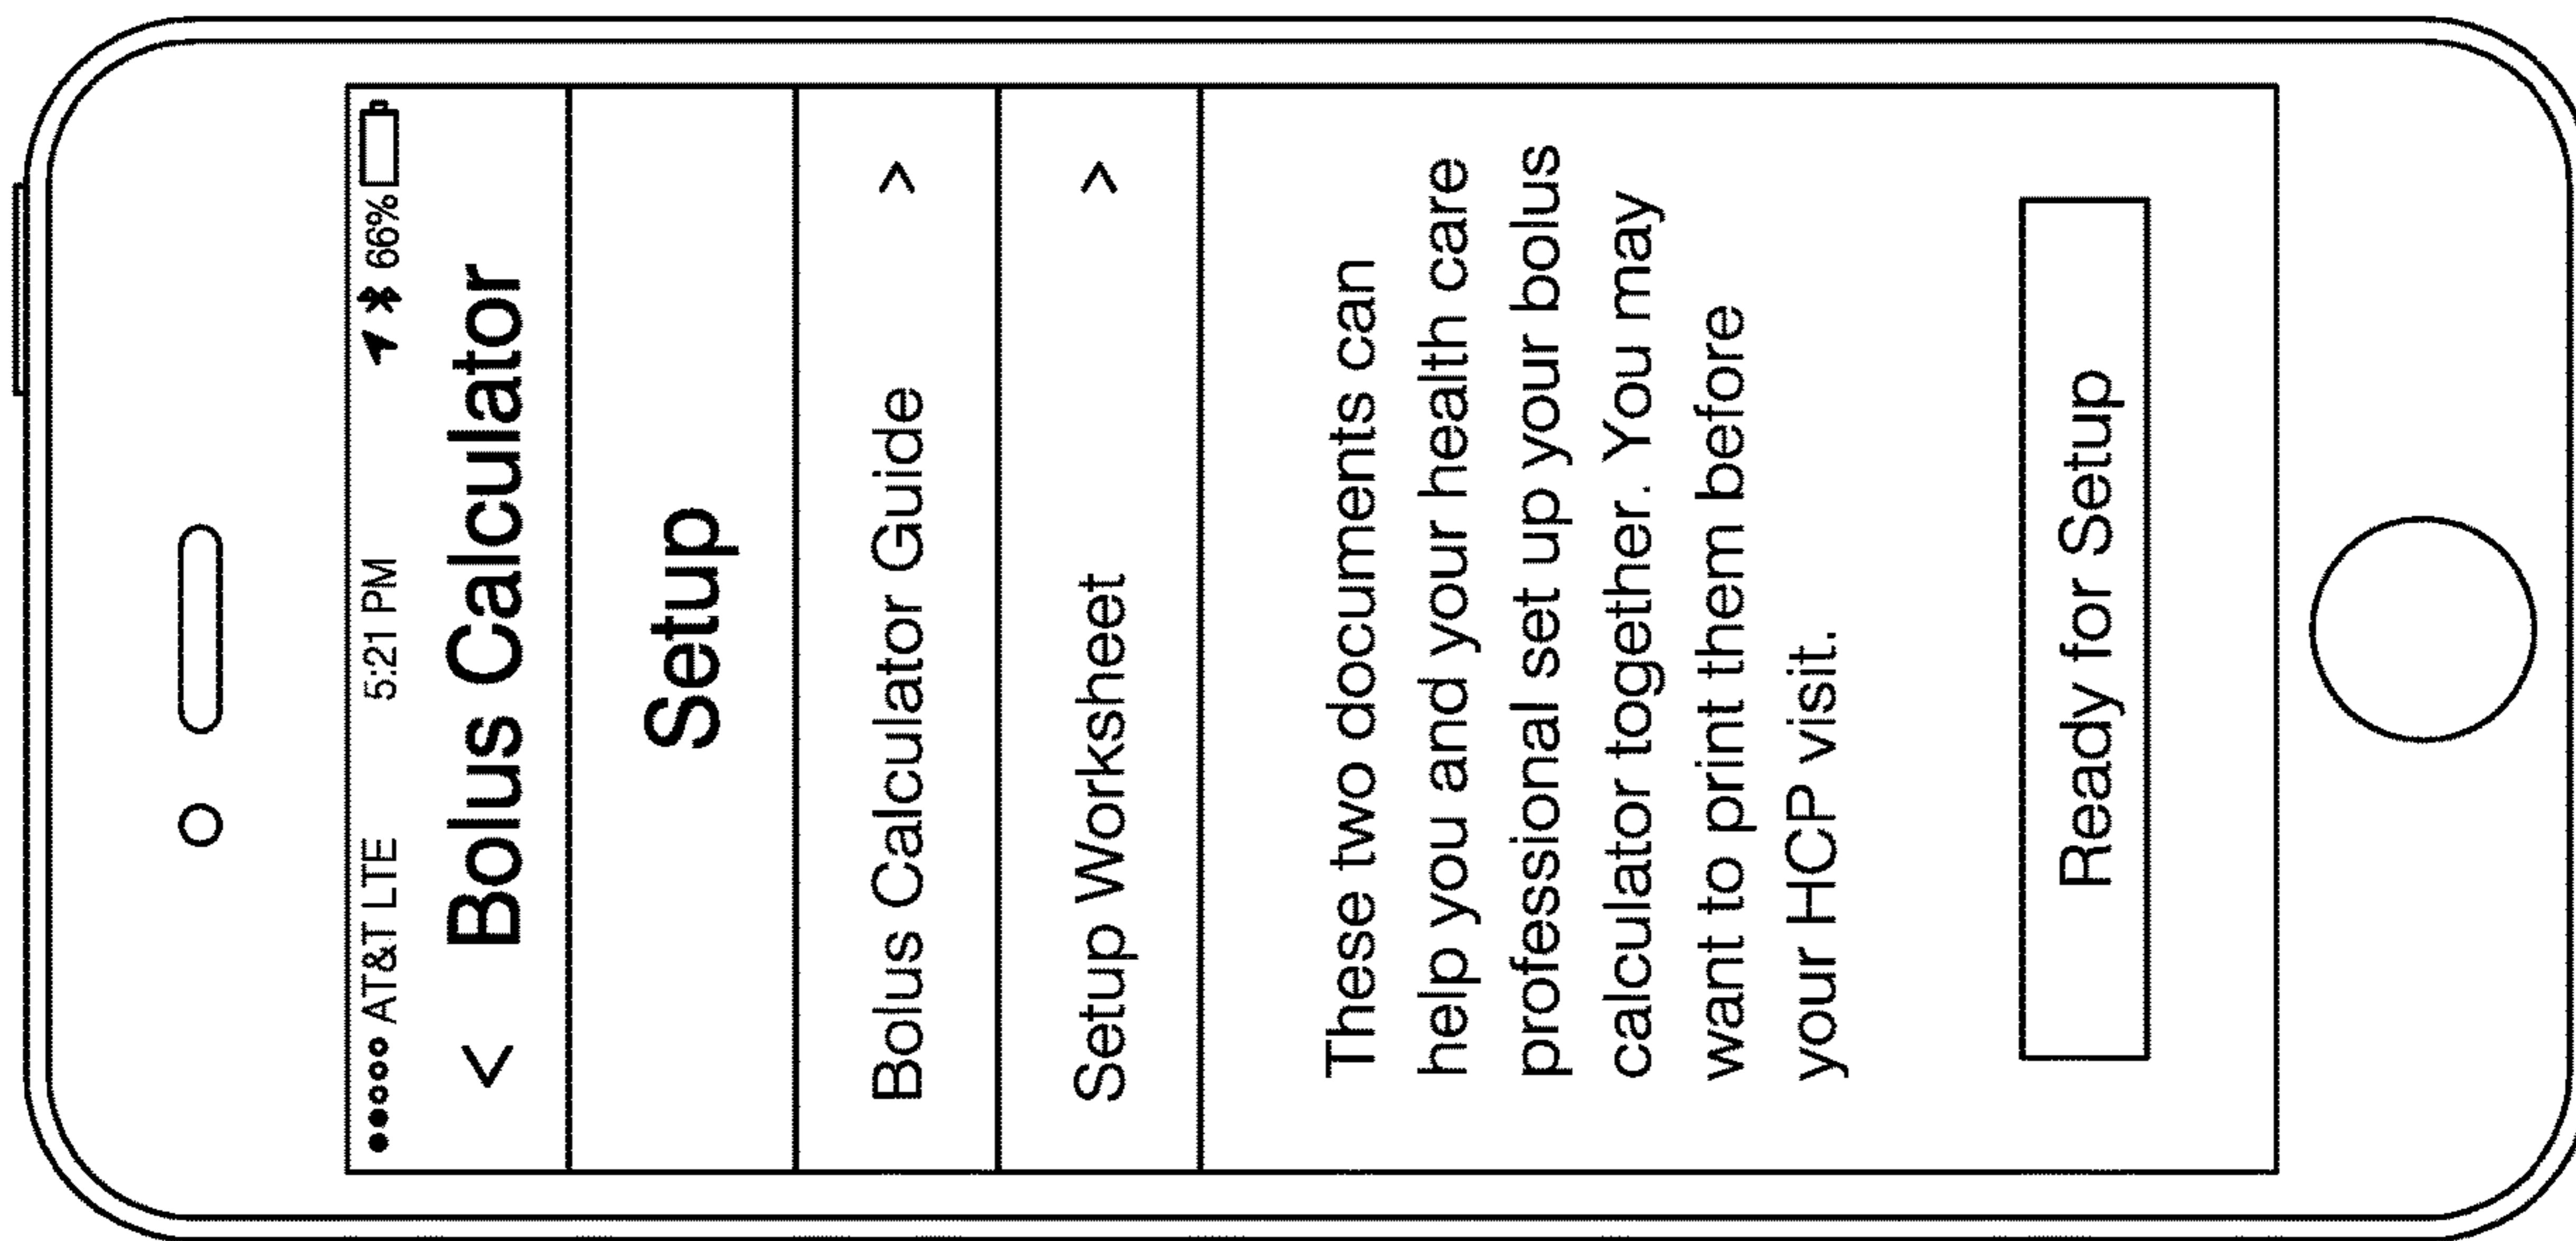 AT&T LTE 5:21 PM 66%
< Bolus Calculator
Setup
Bolus Calculator Guide >
Setup Worksheet >
These two documents can
help you and your health care
professional set up your bolus
calculator together. You may
want to print them before
your HCP visit.
Ready for Setup